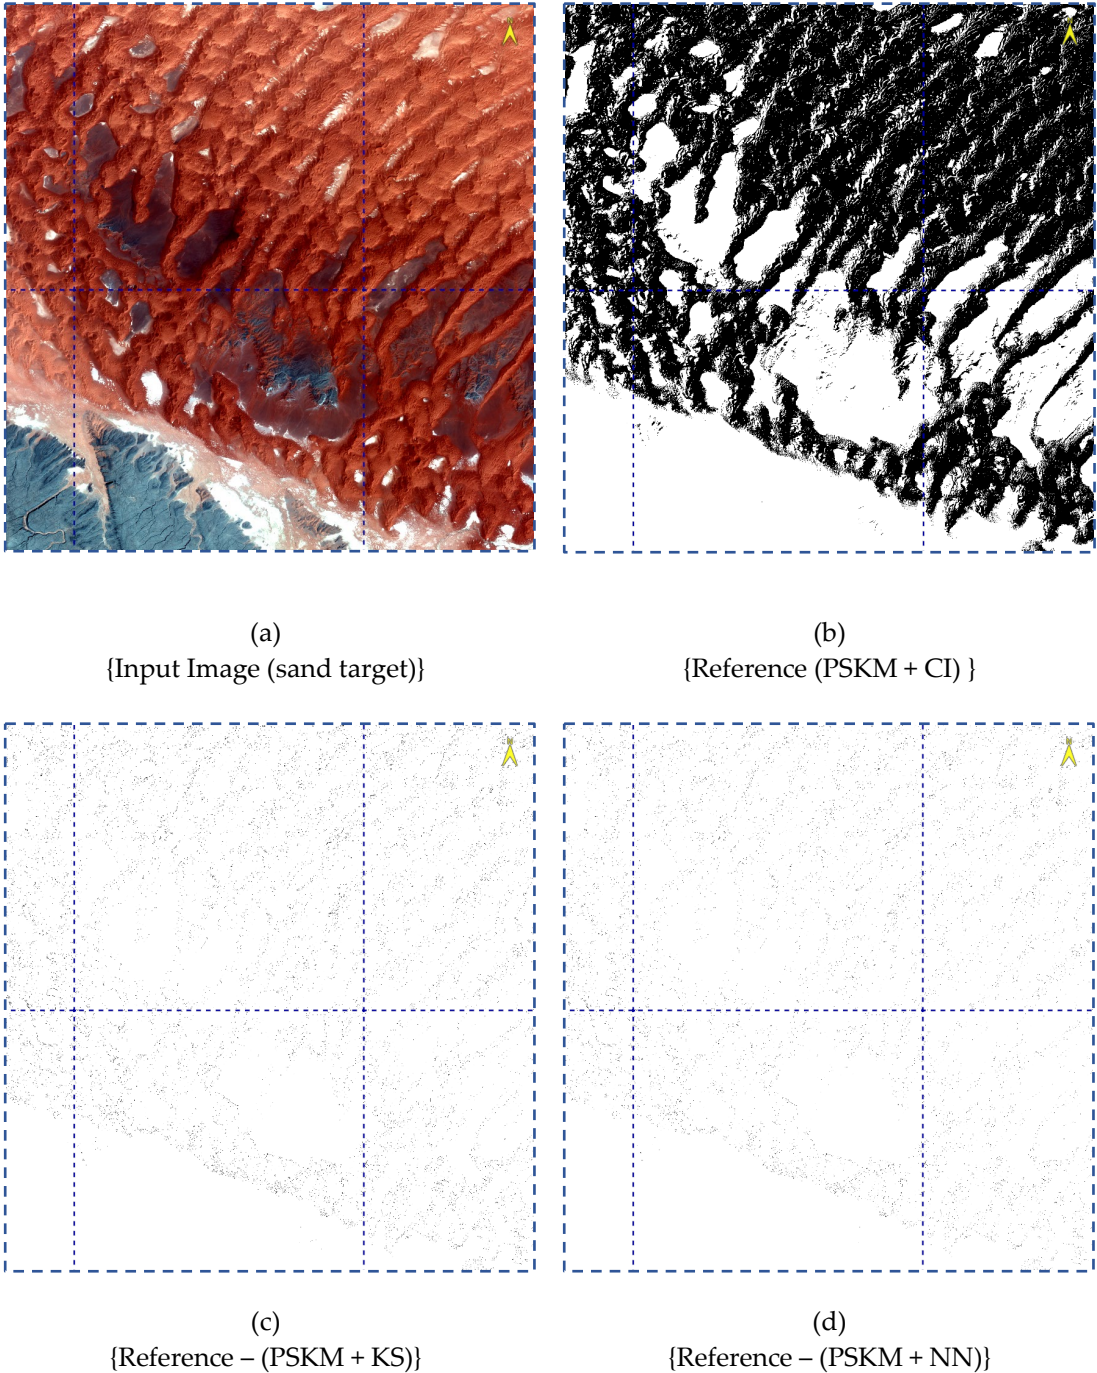 (a)
{Input Image (sand target)}
(b)
{Reference (PSKM + CI) }
(c)
{Reference – (PSKM + KS)}
(d)
{Reference – (PSKM + NN)}